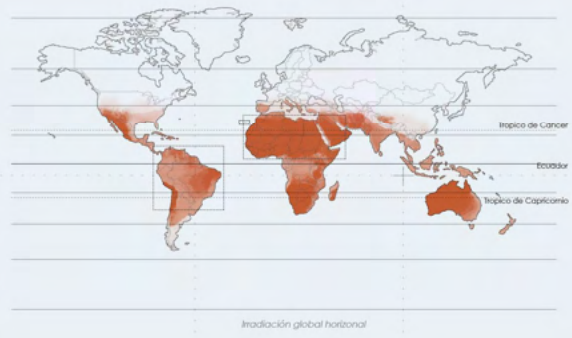 Tropico de Cancer
Ecuador
Tropico de Capricornio
Irradiación global horizonal